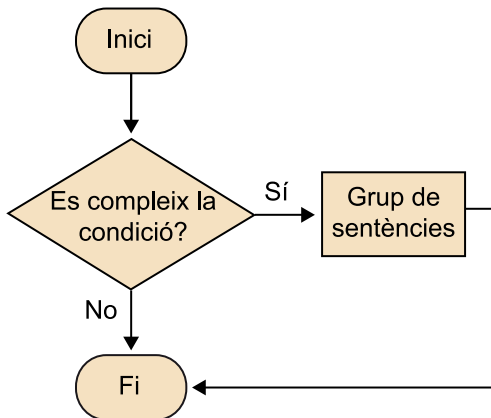 Inici
Es compleix la
condició?
Sí
Grup de
sentències
No
Fi